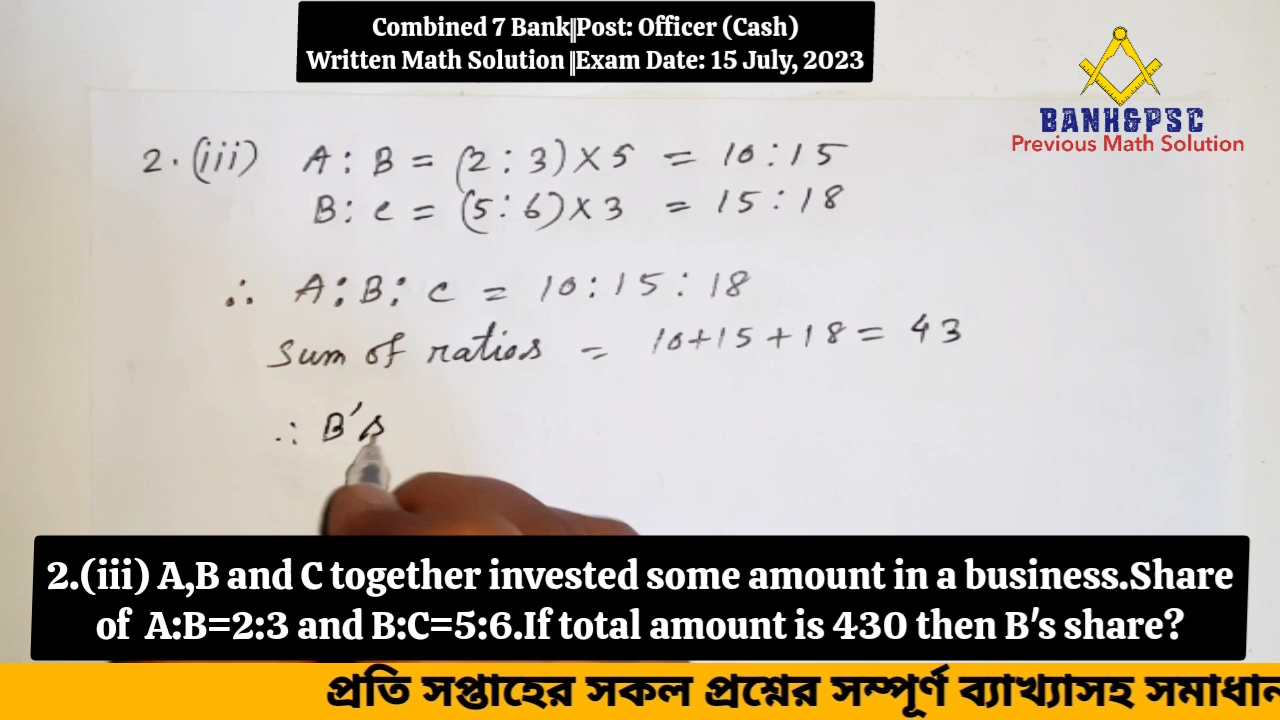 Combined 7 Bank||Post: Officer (Cash)
Written Math Solution ||Exam Date: 15 July, 2023
BANK&PSC
Previous Math Solution
2.(iii) A : B = (2 : 3) X 5 = 10 : 15
B : C = (5 : 6) X 3 = 15 : 18
∴ A : B : C = 10 : 15 : 18
Sum of ratios = 10+15+18 = 43
∴ B's
2.(iii) A,B and C together invested some amount in a business.Share
of A:B=2:3 and B:C=5:6.If total amount is 430 then B's share?
প্রতি সপ্তাহের সকল প্রশ্নের সম্পূর্ণ ব্যাখ্যাসহ সমাধান